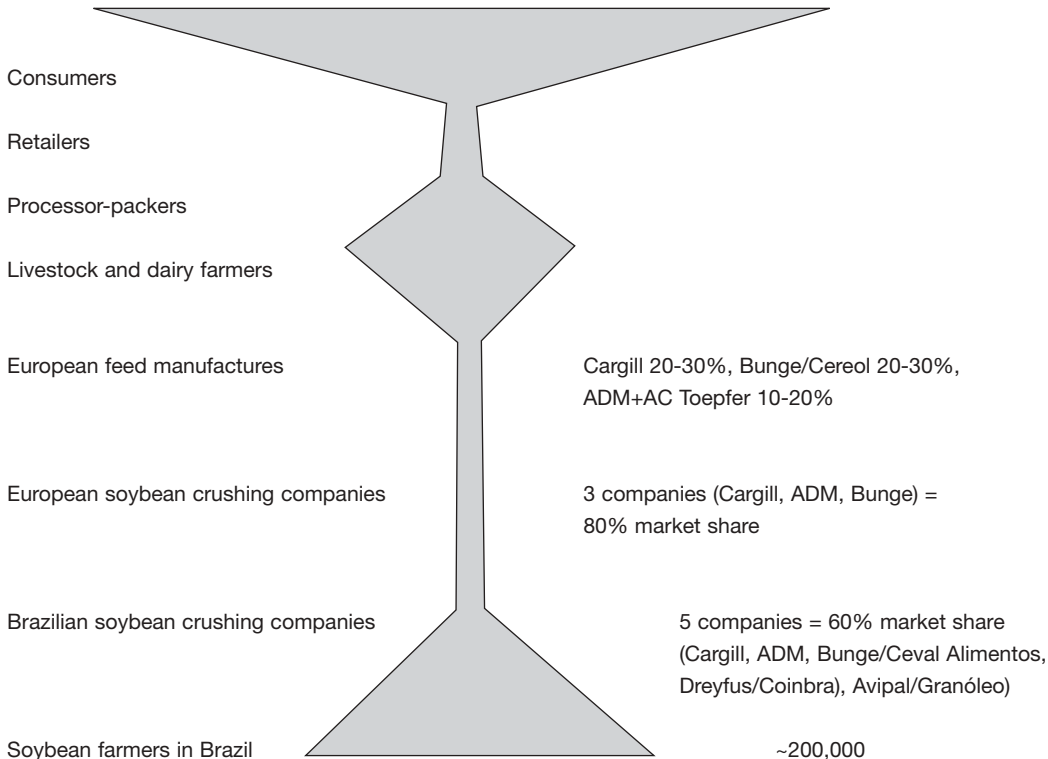 Consumers
Retailers
Processor-packers
Livestock and dairy farmers
European feed manufactures
Cargill 20-30%, Bunge/Cereol 20-30%,
ADM+AC Toepfer 10-20%
European soybean crushing companies
3 companies (Cargill, ADM, Bunge) =
80% market share
Brazilian soybean crushing companies
5 companies = 60% market share
(Cargill, ADM, Bunge/Ceval Alimentos,
Dreyfus/Coinbra), Avipal/Granóleo)
Soybean farmers in Brazil
~200,000